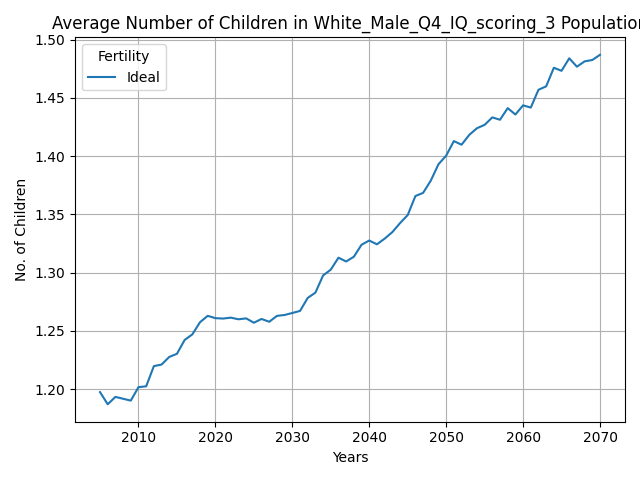 Average Number of Children in White_Male_Q4_IQ_scoring_3 Population
Fertility
Ideal
1.50
1.45
1.40
1.35
1.30
1.25
1.20
No. of Children
2010 2020 2030 2040 2050 2060 2070
Years